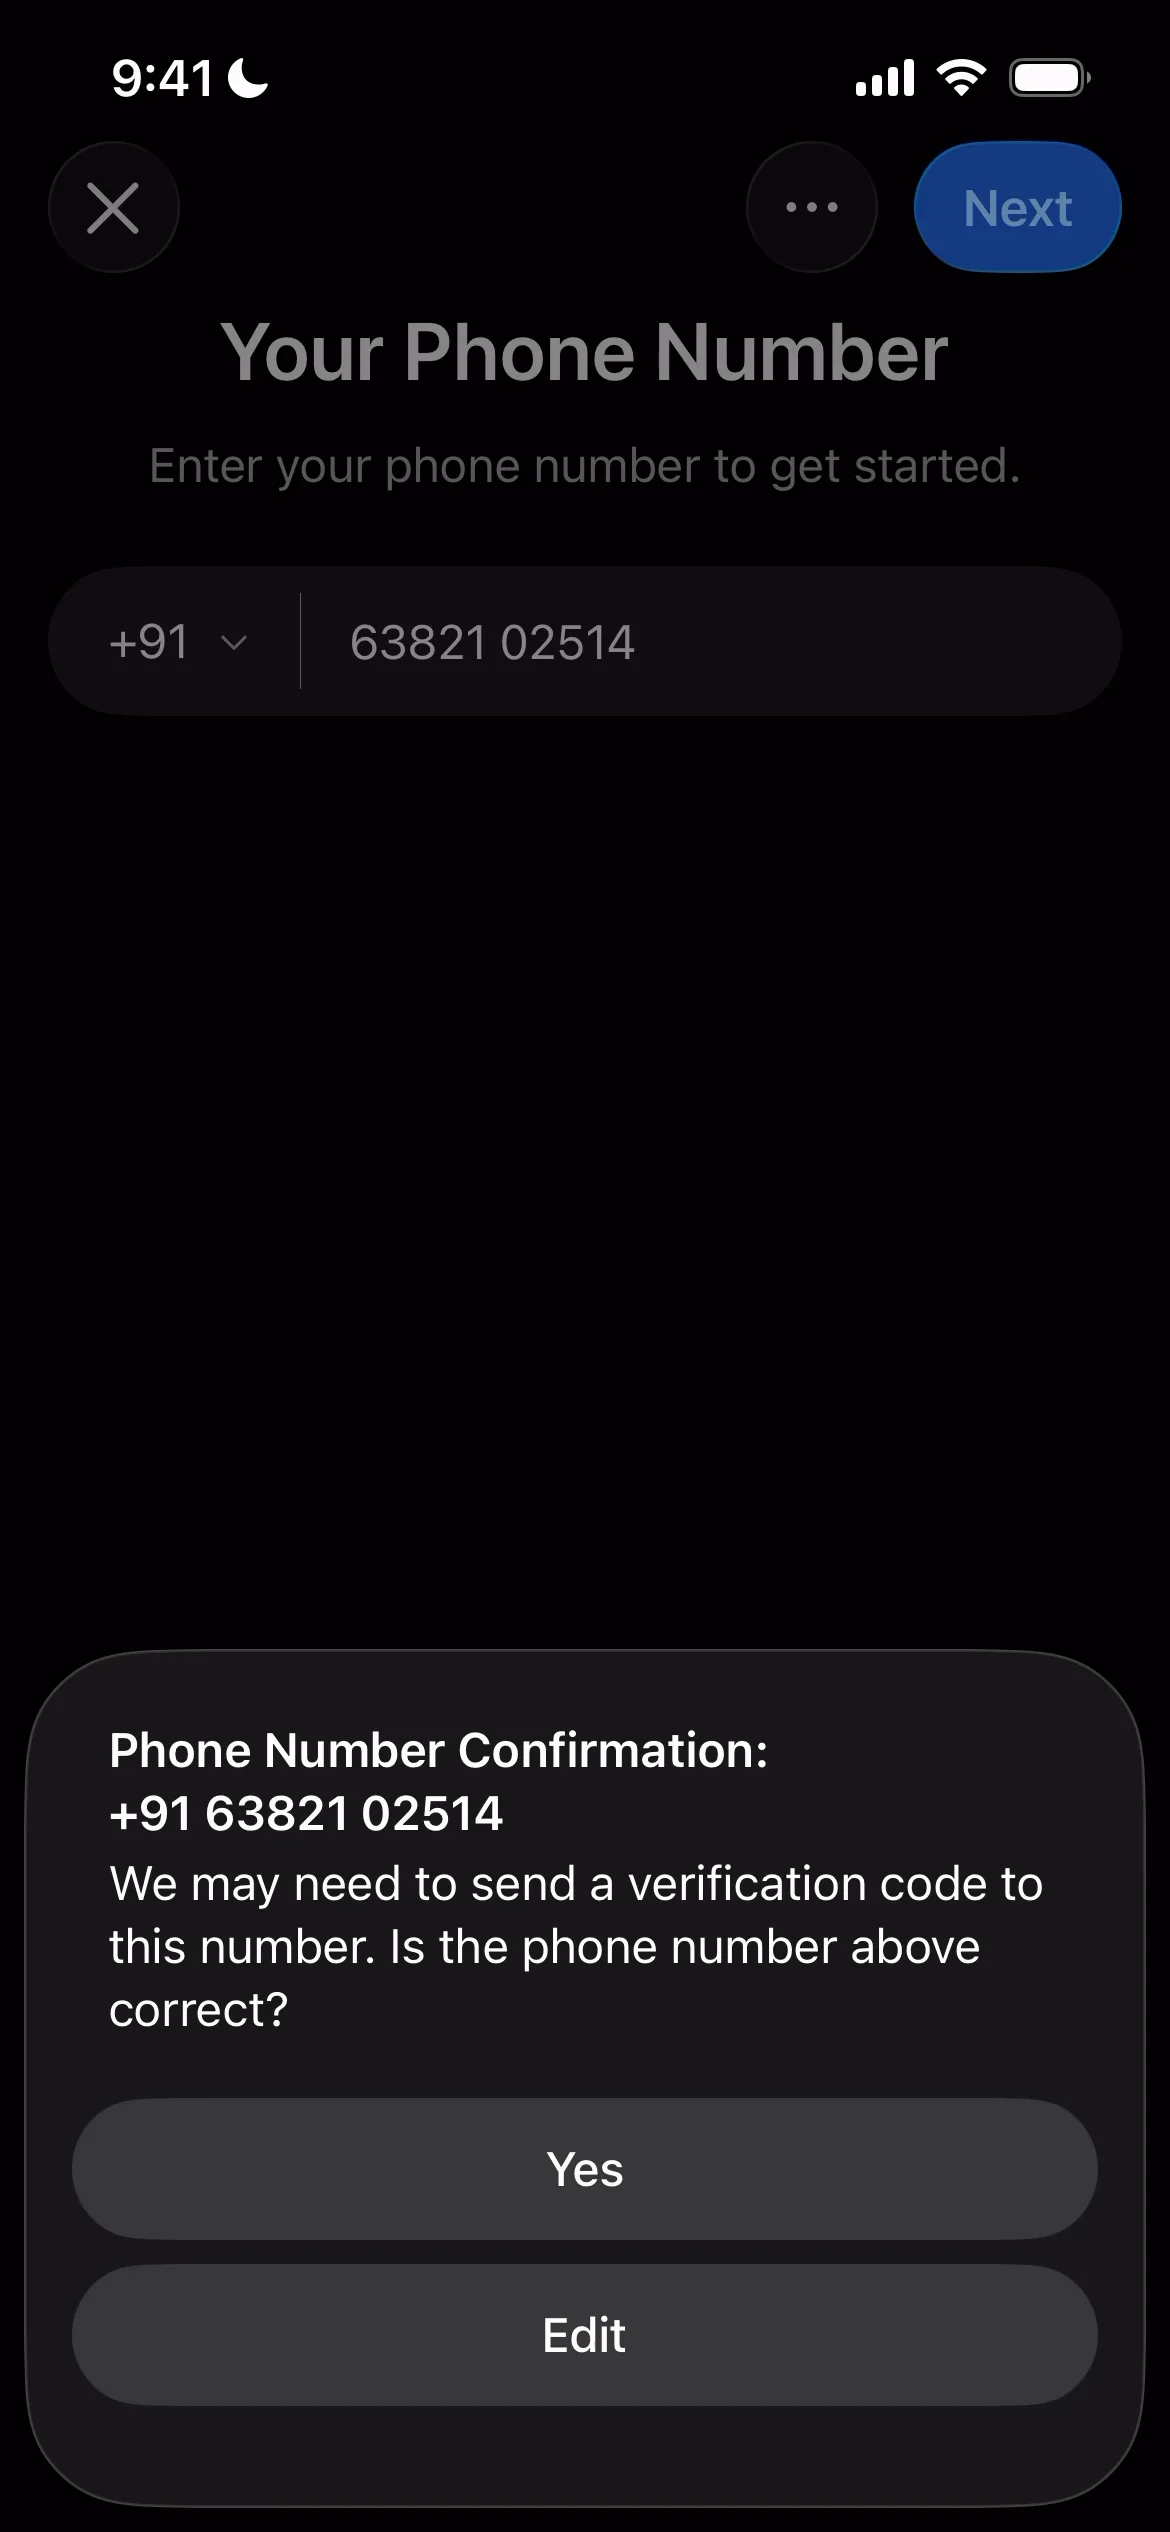 9:41
Next
Your Phone Number
Enter your phone number to get started.
+91 63821 02514
Phone Number Confirmation:
+91 63821 02514
We may need to send a verification code to
this number. Is the phone number above
correct?
Yes
Edit